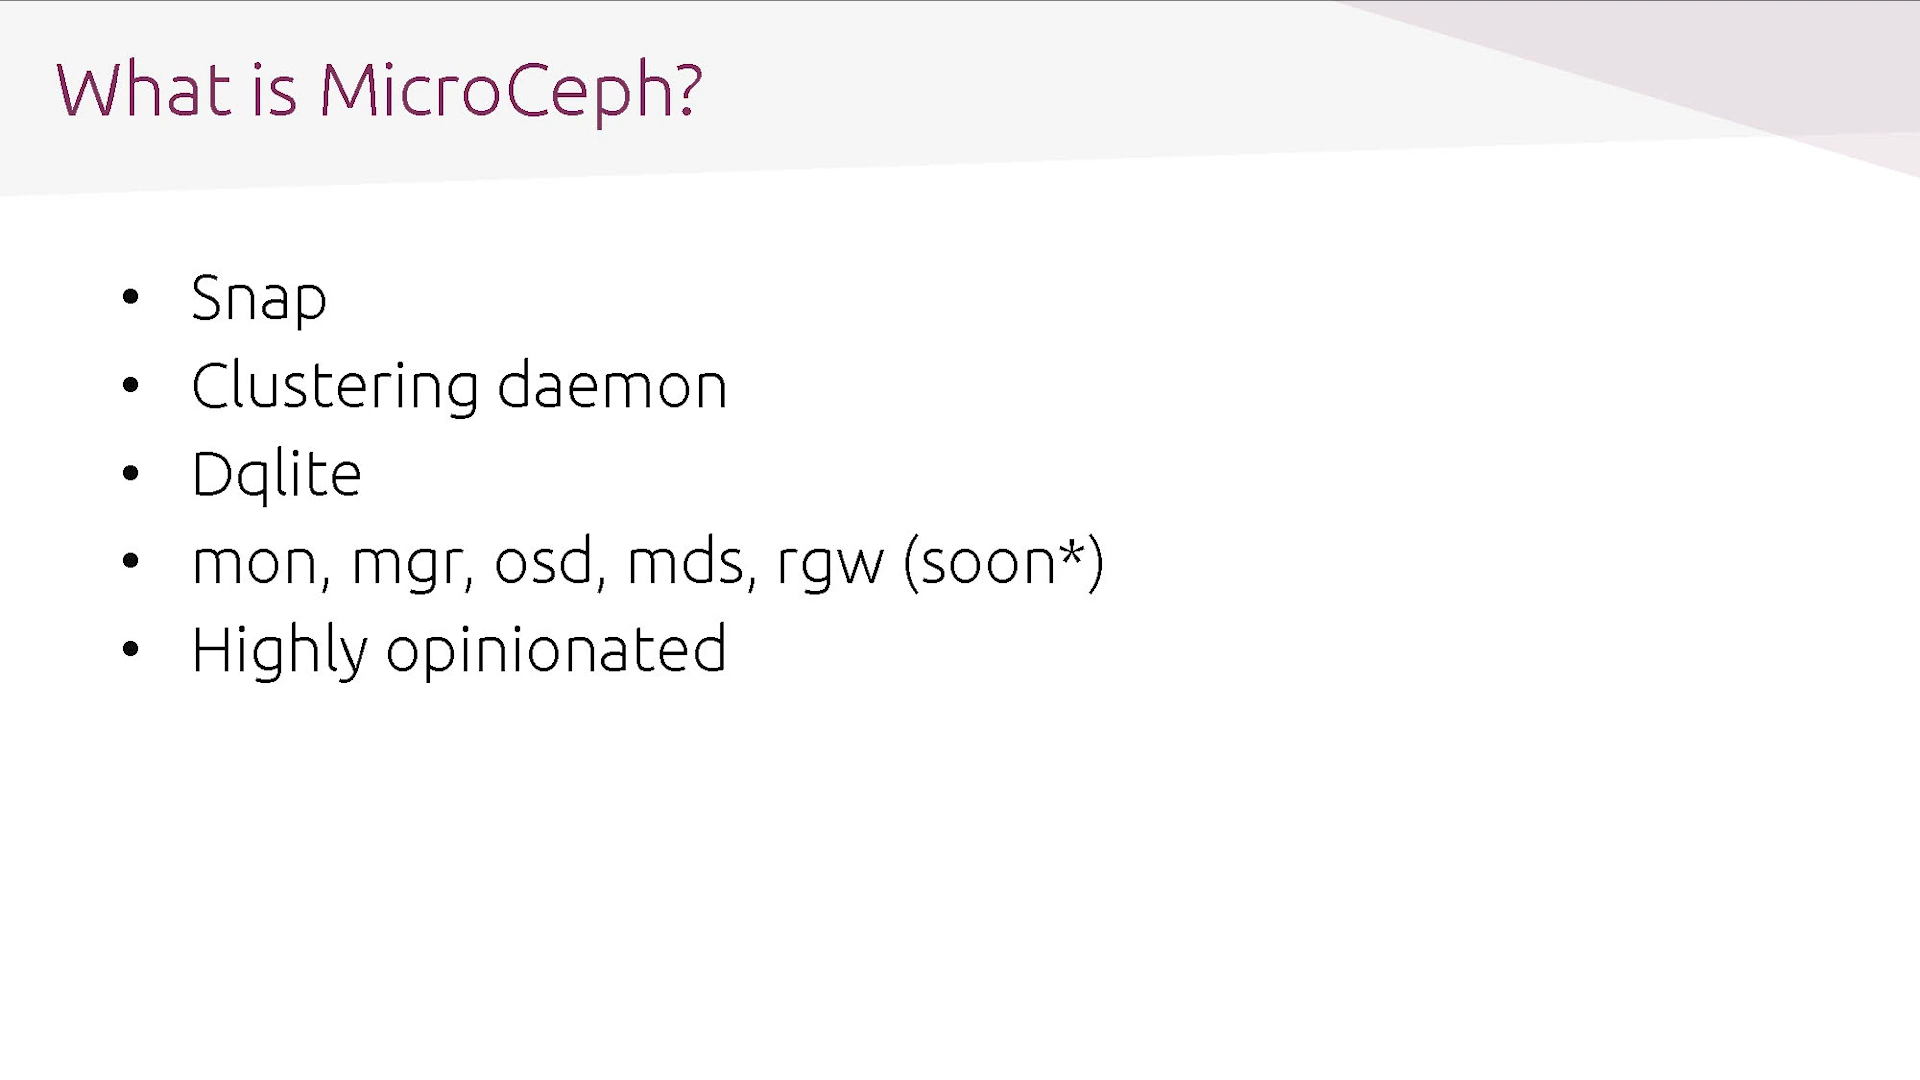 What is MicroCeph?
• Snap
• Clustering daemon
• Dqlite
• mon, mgr, osd, mds, rgw (soon*)
• Highly opinionated